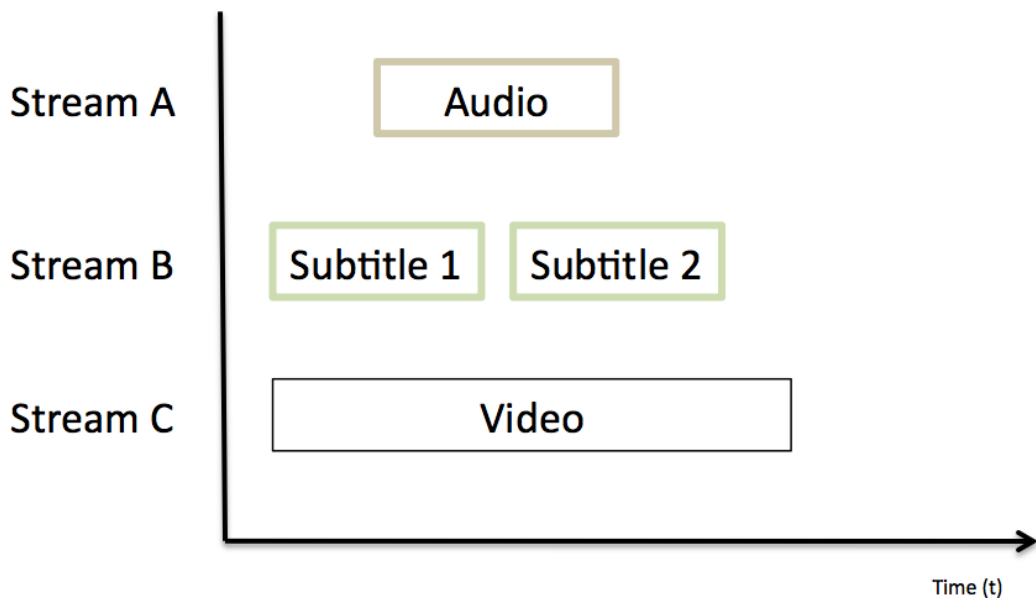 Stream A
Audio
Stream B
Subtitle 1
Subtitle 2
Stream C
Video
Time (t)